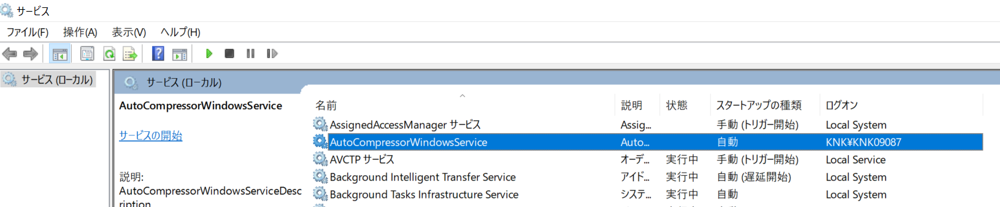 サービス
ファイル(F) 操作(A) 表示(V) ヘルプ(H)
サービス (ローカル)
サービス (ローカル)
AutoCompressorWindowsService
サービスの開始
説明:
AutoCompressorWindowsServiceDesc
ription
名前 説明 状態 スタートアップの種類 ログオン
AssignedAccessManager サービス Assig... 手動 (トリガー開始) Local System
AutoCompressorWindowsService Auto... 自動 KNK¥KNK09087
AVCTP サービス オーデ... 実行中 手動 (トリガー開始) Local Service
Background Intelligent Transfer Service アイド... 実行中 自動 (遅延開始) Local System
Background Tasks Infrastructure Service システ... 実行中 自動 Local System